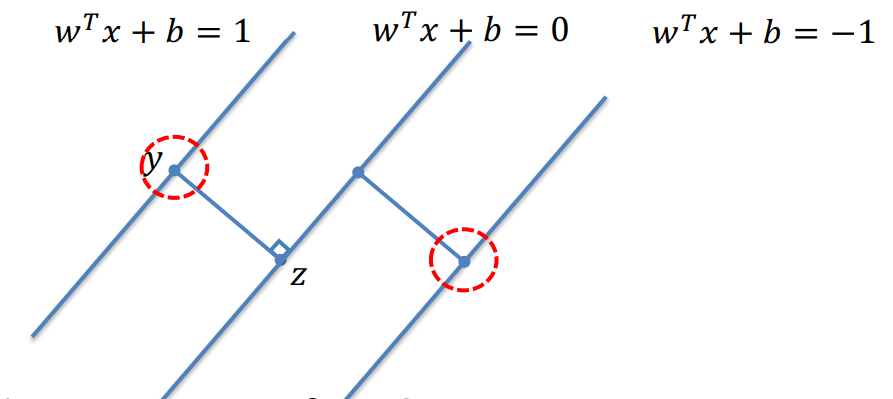 wᵀx + b = 1
wᵀx + b = 0
wᵀx + b = −1
y
z